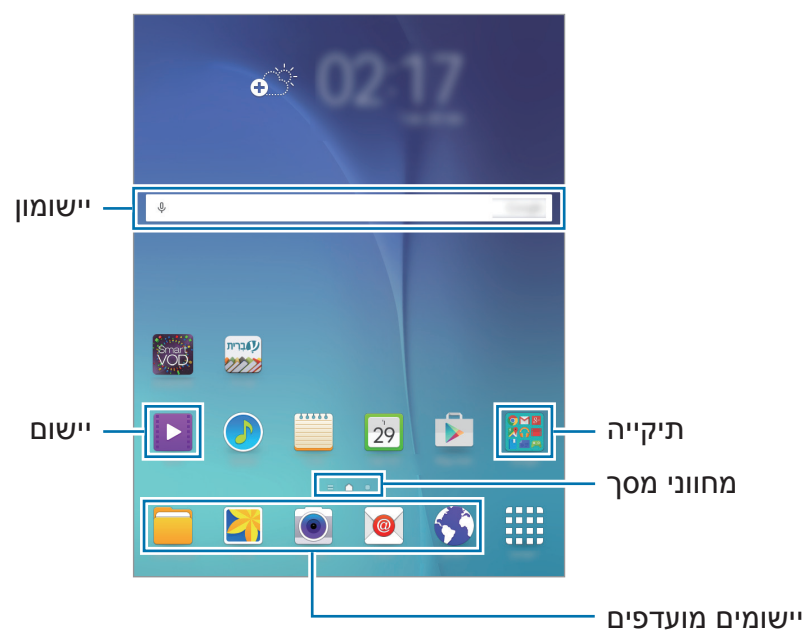 02:17
יישומון
Smart
VOD
עברית
יישום
29
תיקייה
מחווני מסך
יישומים מועדפים